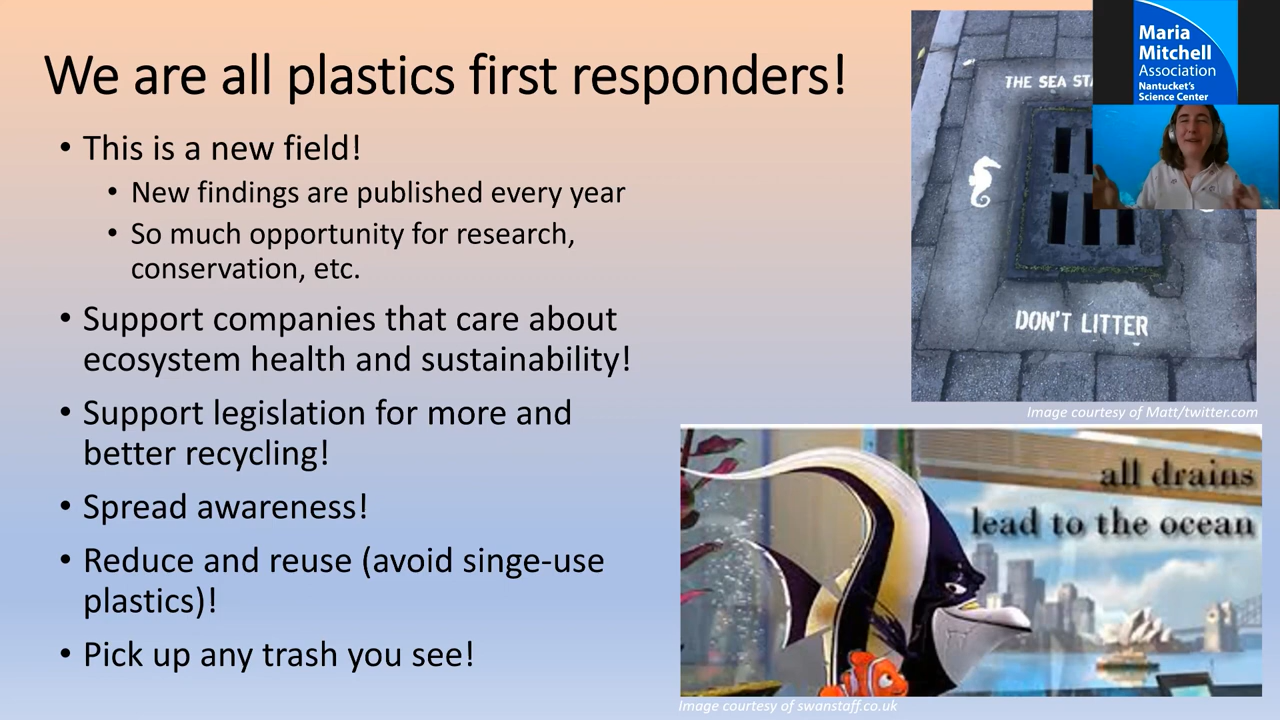 We are all plastics first responders!
• This is a new field!
• New findings are published every year
• So much opportunity for research,
conservation, etc.
• Support companies that care about
ecosystem health and sustainability!
• Support legislation for more and
better recycling!
• Spread awareness!
• Reduce and reuse (avoid singe-use
plastics)!
• Pick up any trash you see!
THE SEA
DON'T LITTER
Image courtesy of Matt/twitter.com
all drains
lead to the ocean
Image courtesy of swanstaff.co.uk
Maria
Mitchell
Association
Nantucket's
Science Center